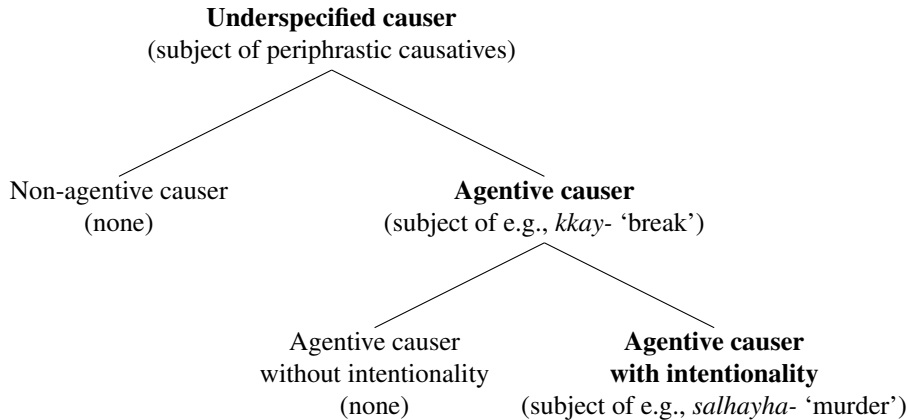 Underspecified causer
(subject of periphrastic causatives)
Non-agentive causer
(none)
Agentive causer
(subject of e.g., kkay- ‘break’)
Agentive causer
without intentionality
(none)
Agentive causer
with intentionality
(subject of e.g., salhayha- ‘murder’)